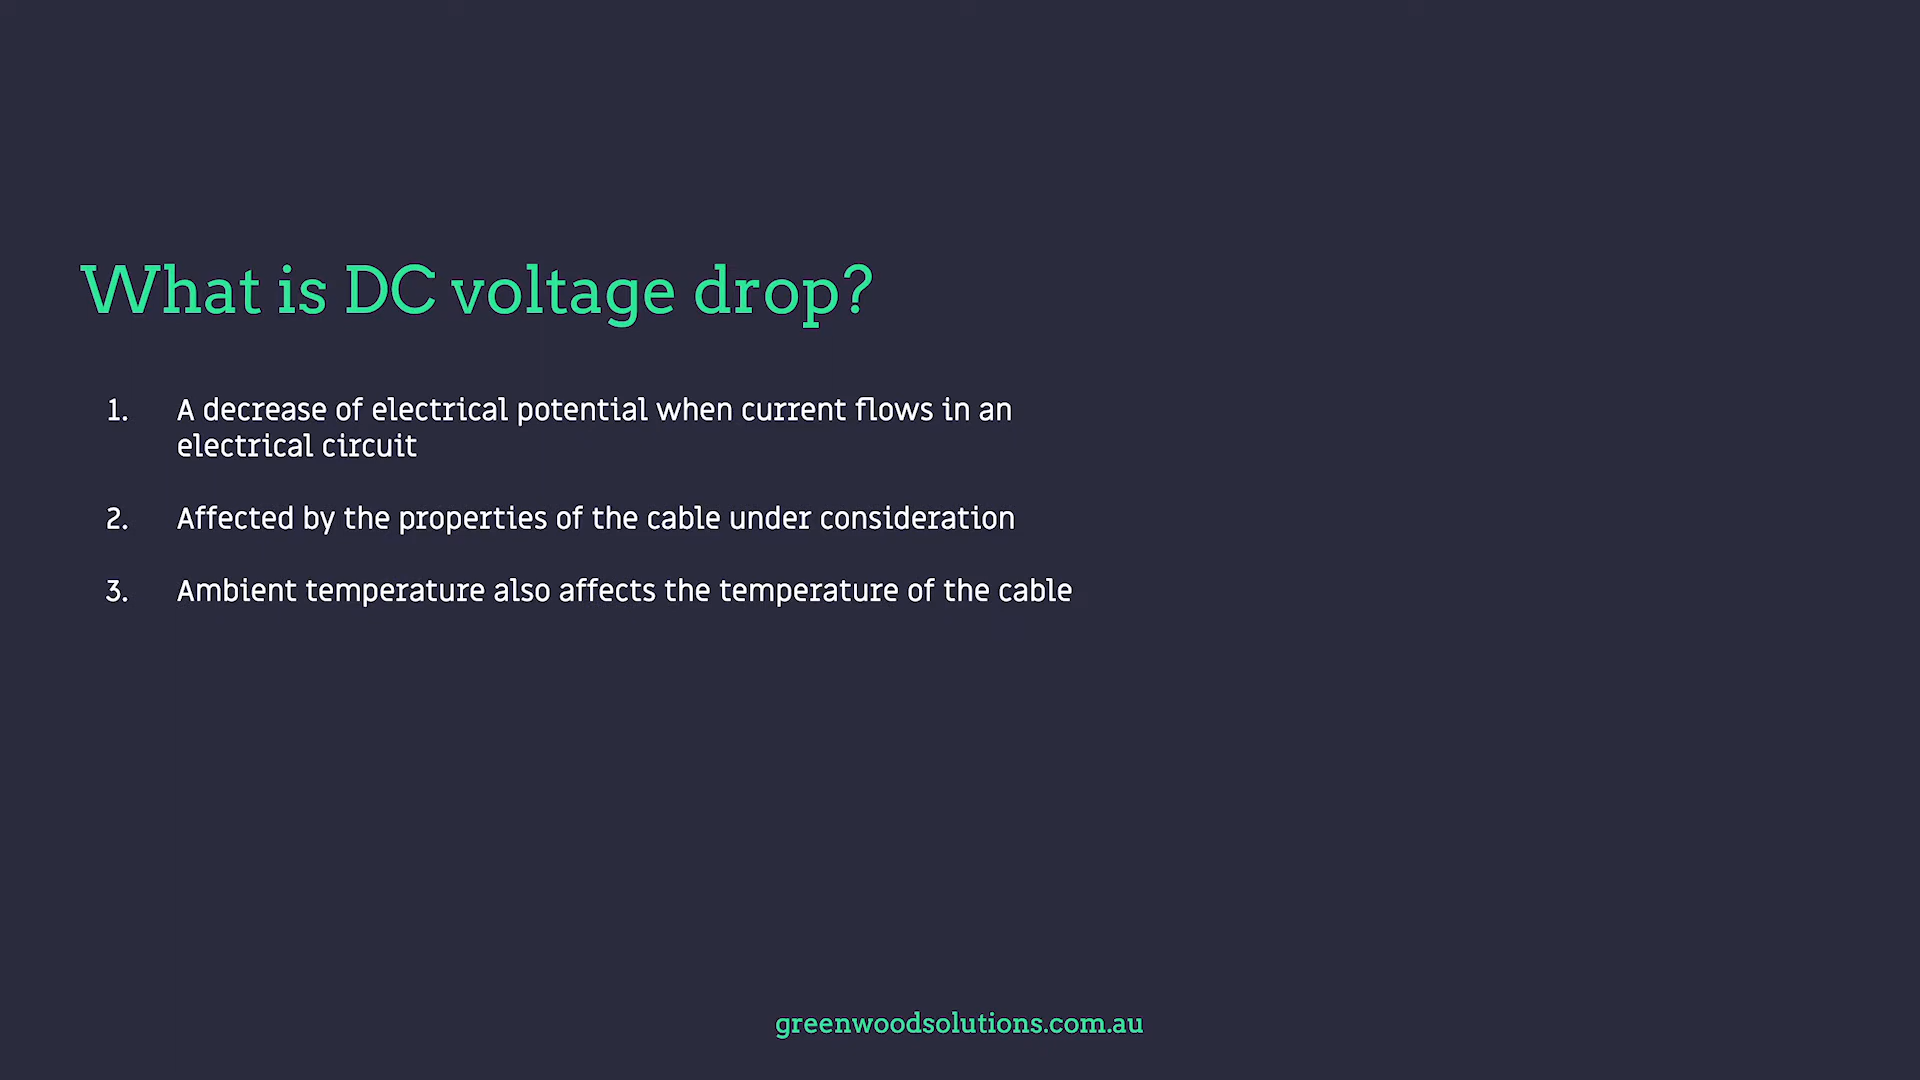 What is DC voltage drop?
1. A decrease of electrical potential when current flows in an
electrical circuit
2. Affected by the properties of the cable under consideration
3. Ambient temperature also affects the temperature of the cable
greenwoodsolutions.com.au